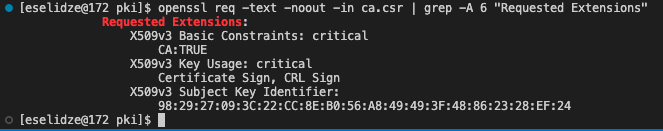 [eselidze@172 pki]$ openssl req -text -noout -in ca.csr | grep -A 6 "Requested Extensions"
Requested Extensions:
X509v3 Basic Constraints: critical
CA:TRUE
X509v3 Key Usage: critical
Certificate Sign, CRL Sign
X509v3 Subject Key Identifier:
98:29:27:09:3C:22:CC:8E:B0:56:A8:49:49:3F:48:86:23:28:EF:24
[eselidze@172 pki]$